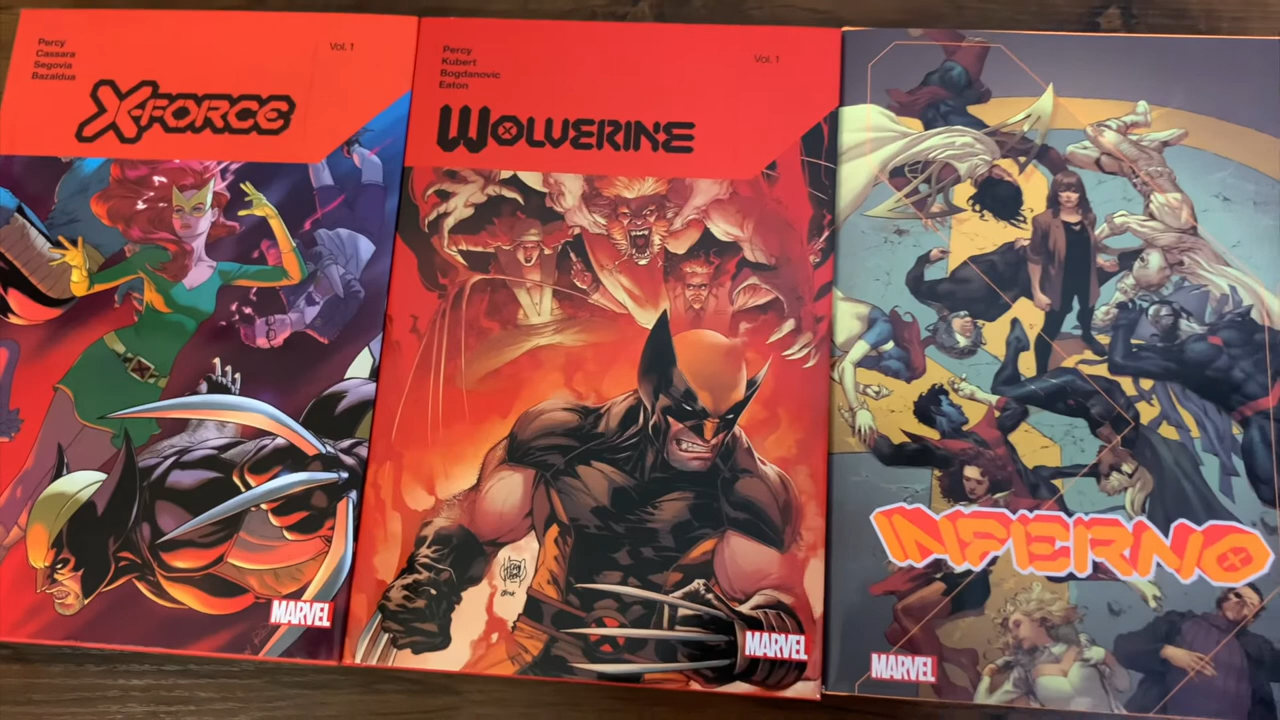 Percy
Cassara
Segovia
Bazaldua
Vol. 1
X-FORCE
MARVEL
Percy
Kubert
Bogdanovic
Eaton
Vol. 1
WOLVERINE
MARVEL
INFERNO
MARVEL